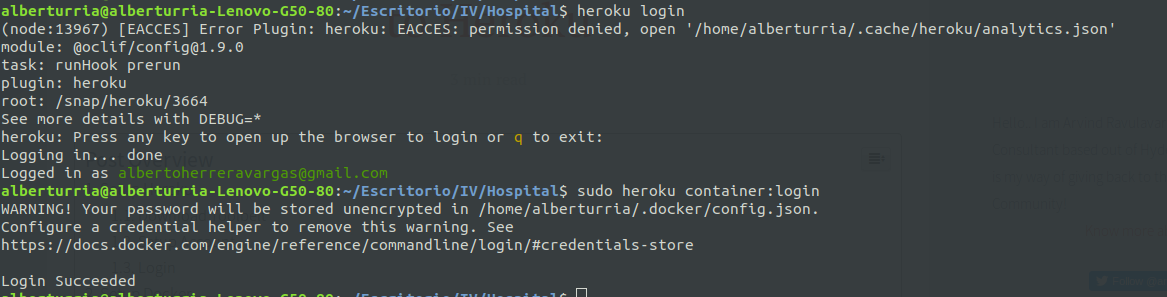 alberturria@alberturria-Lenovo-G50-80:~/Escritorio/IV/Hospital$ heroku login
(node:13967) [EACCES] Error Plugin: heroku: EACCES: permission denied, open '/home/alberturria/.cache/heroku/analytics.json'
module: @oclif/config@1.9.0
task: runHook prerun
plugin: heroku
root: /snap/heroku/3664
See more details with DEBUG=*
heroku: Press any key to open up the browser to login or q to exit:
Logging in... done
Logged in as albertoherreravargas@gmail.com
alberturria@alberturria-Lenovo-G50-80:~/Escritorio/IV/Hospital$ sudo heroku container:login
WARNING! Your password will be stored unencrypted in /home/alberturria/.docker/config.json.
Configure a credential helper to remove this warning. See
https://docs.docker.com/engine/reference/commandline/login/#credentials-store
Login Succeeded
alberturria@alberturria-Lenovo-G50-80:~/Escritorio/IV/Hospital$